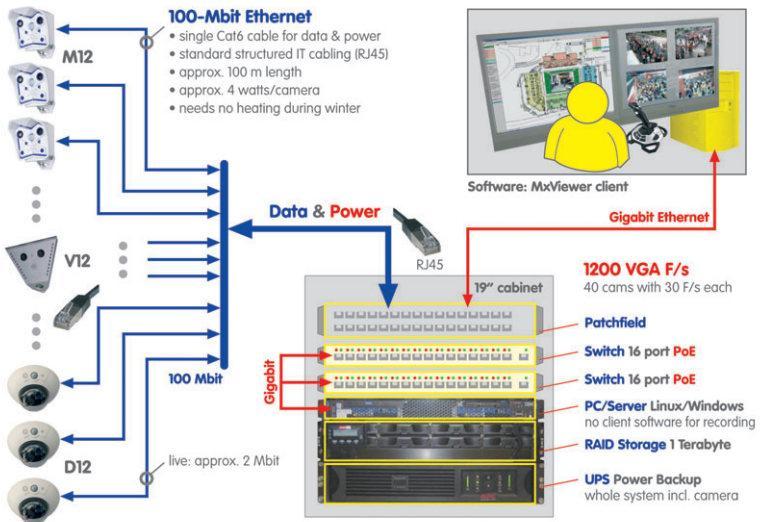 100-Mbit Ethernet
• single Cat6 cable for data & power
• standard structured IT cabling (RJ45)
• approx. 100 m length
• approx. 4 watts/camera
• needs no heating during winter
M12
V12
D12
Data & Power
RJ45
100 Mbit
live: approx. 2 Mbit
Software: MxViewer client
Gigabit Ethernet
19" cabinet
Gigabit
1200 VGA F/s
40 cams with 30 F/s each
Patchfield
Switch 16 port PoE
Switch 16 port PoE
PC/Server Linux/Windows
no client software for recording
RAID Storage 1 Terabyte
UPS Power Backup
whole system incl. camera